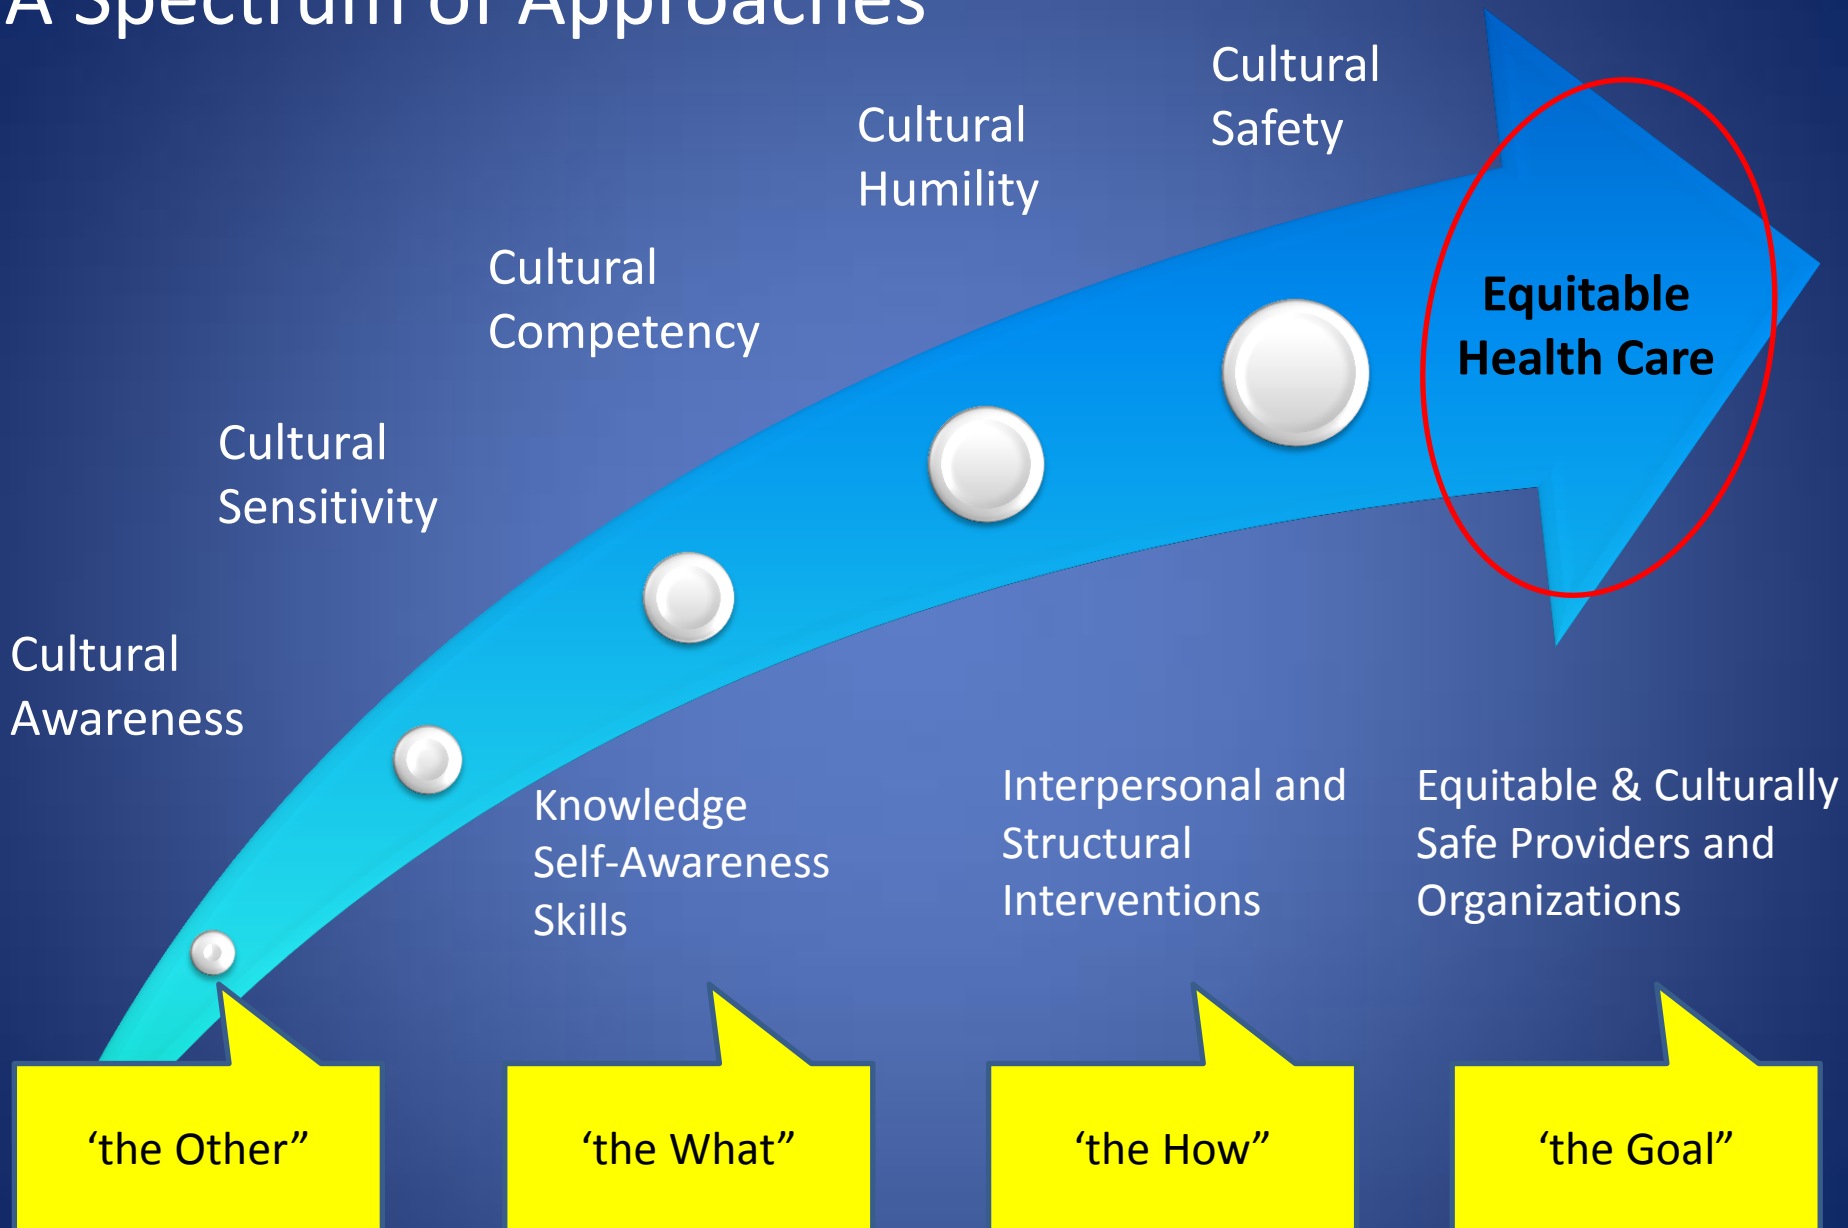 A Spectrum of Approaches
Cultural
Safety
Cultural
Humility
Cultural
Competency
Equitable
Health Care
Cultural
Sensitivity
Cultural
Awareness
Knowledge
Self-Awareness
Skills
Interpersonal and
Structural
Interventions
Equitable & Culturally
Safe Providers and
Organizations
‘the Other”
‘the What”
‘the How”
‘the Goal”